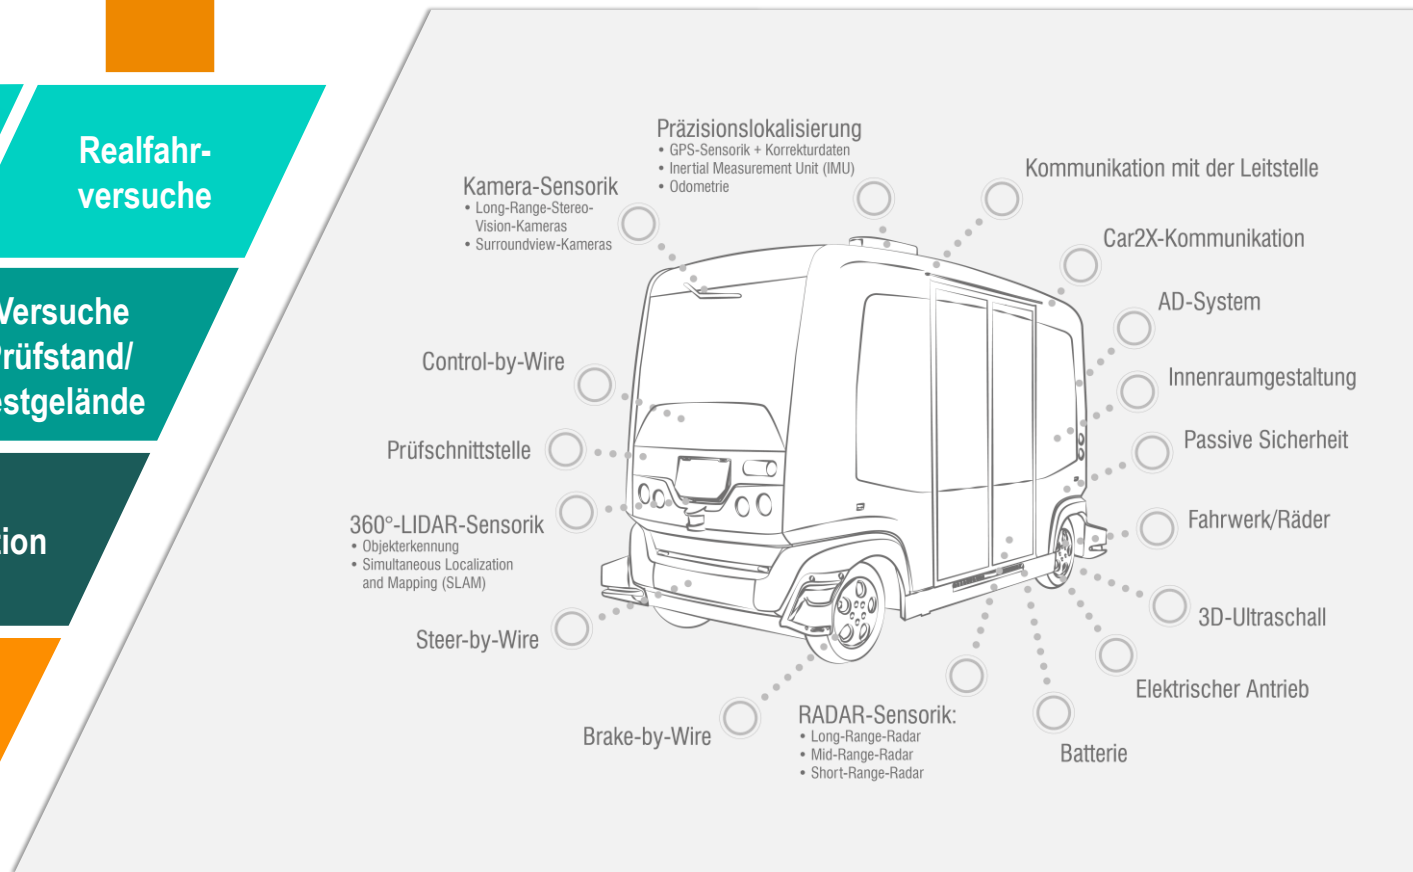 Realfahr-
versuche
Versuche
Prüfstand/
estgelände
tion
Präzisionslokalisierung
• GPS-Sensorik + Korrekturdaten
• Inertial Measurement Unit (IMU)
• Odometrie
Kamera-Sensorik
• Long-Range-Stereo-
Vision-Kameras
• Surroundview-Kameras
Control-by-Wire
Prüfschnittstelle
360°-LIDAR-Sensorik
• Objekterkennung
• Simultaneous Localization
and Mapping (SLAM)
Steer-by-Wire
Brake-by-Wire
RADAR-Sensorik:
• Long-Range-Radar
• Mid-Range-Radar
• Short-Range-Radar
Kommunikation mit der Leitstelle
Car2X-Kommunikation
AD-System
Innenraumgestaltung
Passive Sicherheit
Fahrwerk/Räder
3D-Ultraschall
Elektrischer Antrieb
Batterie